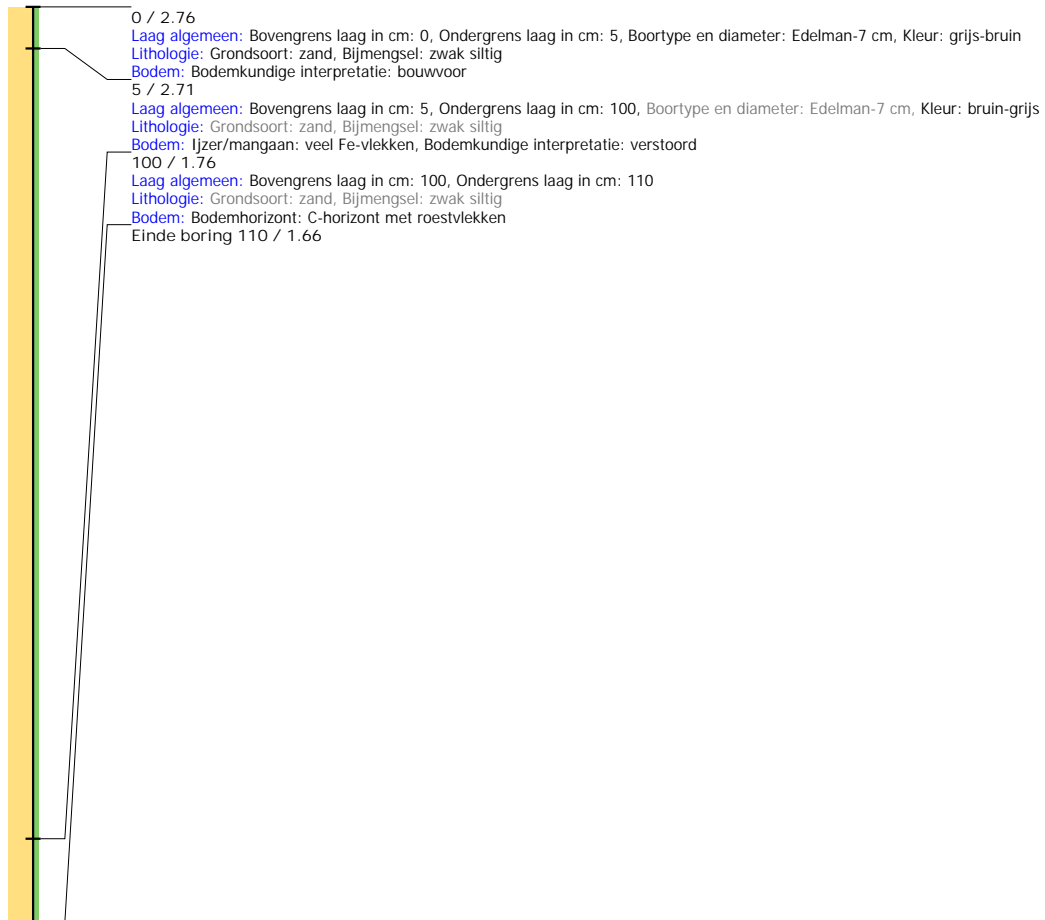 0 / 2.76
Laag algemeen: Bovengrens laag in cm: 0, Ondergrens laag in cm: 5, Boortype en diameter: Edelman-7 cm, Kleur: grijs-bruin
Lithologie: Grondsoort: zand, Bijmengsel: zwak siltig
Bodem: Bodemkundige interpretatie: bouwvoor
5 / 2.71
Laag algemeen: Bovengrens laag in cm: 5, Ondergrens laag in cm: 100, Boortype en diameter: Edelman-7 cm, Kleur: bruin-grijs
Lithologie: Grondsoort: zand, Bijmengsel: zwak siltig
Bodem: Ijzer/mangaan: veel Fe-vlekken, Bodemkundige interpretatie: verstoord
100 / 1.76
Laag algemeen: Bovengrens laag in cm: 100, Ondergrens laag in cm: 110
Lithologie: Grondsoort: zand, Bijmengsel: zwak siltig
Bodem: Bodemhorizont: C-horizont met roestvlekken
Einde boring 110 / 1.66